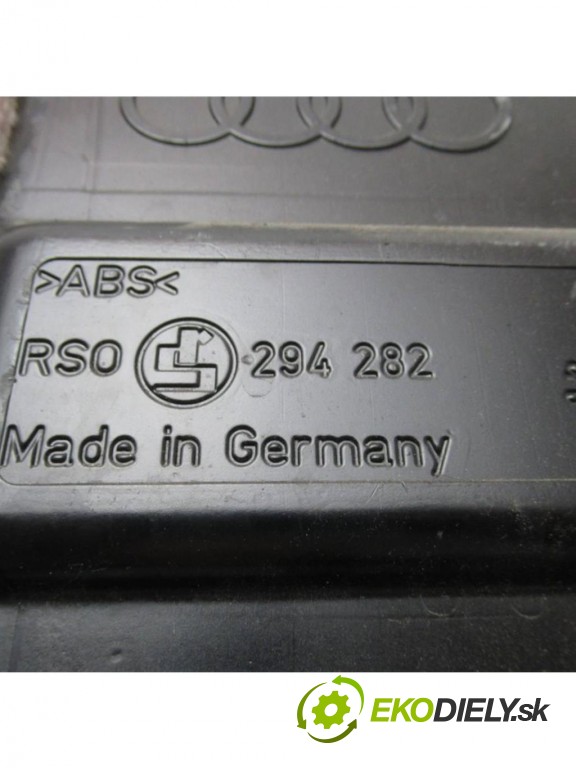 >ABS<
RSO 294 282
Made in Germany
EKODIELY.sk